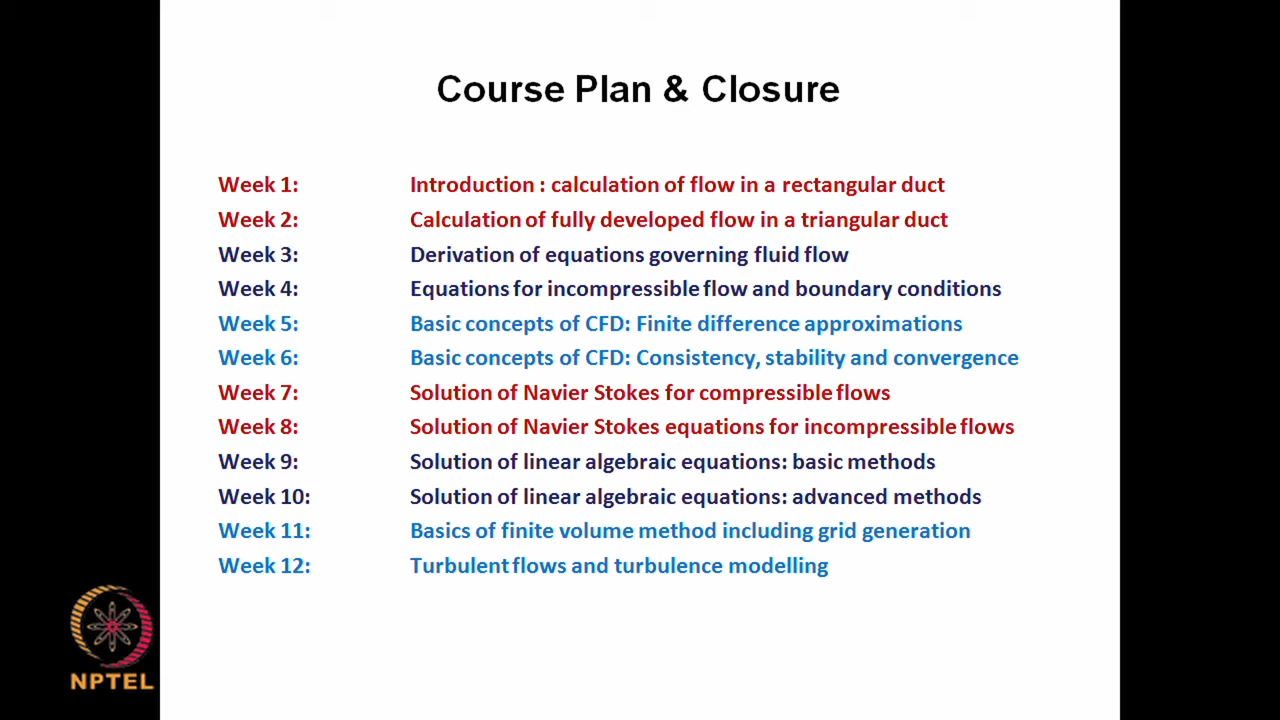 Course Plan & Closure
Week 1: Introduction : calculation of flow in a rectangular duct
Week 2: Calculation of fully developed flow in a triangular duct
Week 3: Derivation of equations governing fluid flow
Week 4: Equations for incompressible flow and boundary conditions
Week 5: Basic concepts of CFD: Finite difference approximations
Week 6: Basic concepts of CFD: Consistency, stability and convergence
Week 7: Solution of Navier Stokes for compressible flows
Week 8: Solution of Navier Stokes equations for incompressible flows
Week 9: Solution of linear algebraic equations: basic methods
Week 10: Solution of linear algebraic equations: advanced methods
Week 11: Basics of finite volume method including grid generation
Week 12: Turbulent flows and turbulence modelling
NPTEL